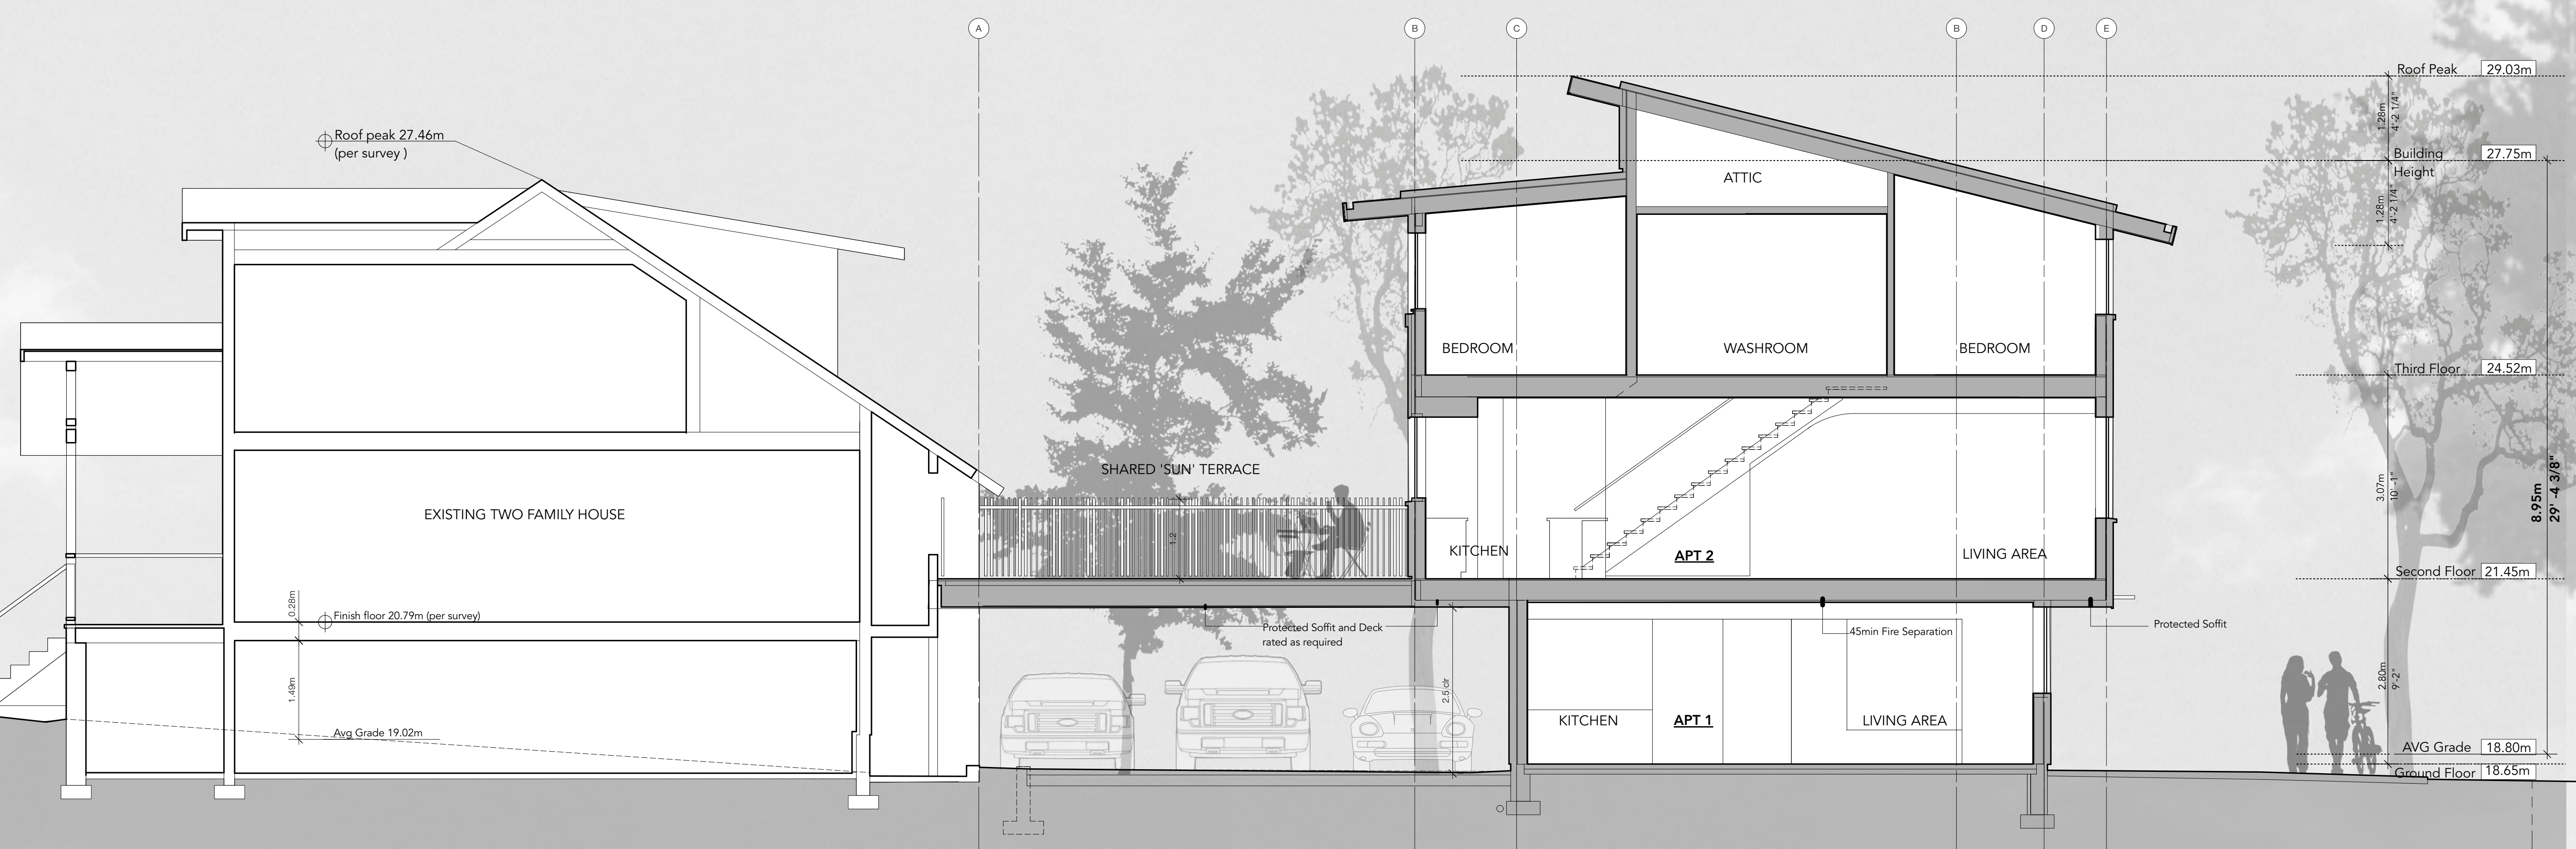 A
B
C
B
D
E
Roof Peak 29.03m
1.28m
4'-2 1/4"
Building Height 27.75m
1.28m
4'-2 1/4"
Roof peak 27.46m
(per survey )
ATTIC
BEDROOM
WASHROOM
BEDROOM
Third Floor 24.52m
SHARED 'SUN' TERRACE
EXISTING TWO FAMILY HOUSE
1.2
KITCHEN
APT 2
LIVING AREA
3.07m
10'-1"
8.95m
29' -4 3/8"
Second Floor 21.45m
0.28m
Finish floor 20.79m (per survey)
Protected Soffit and Deck
rated as required
45min Fire Separation
Protected Soffit
1.49m
2.5 clr
2.80m
9'-2"
KITCHEN
APT 1
LIVING AREA
Avg Grade 19.02m
AVG Grade 18.80m
Ground Floor 18.65m